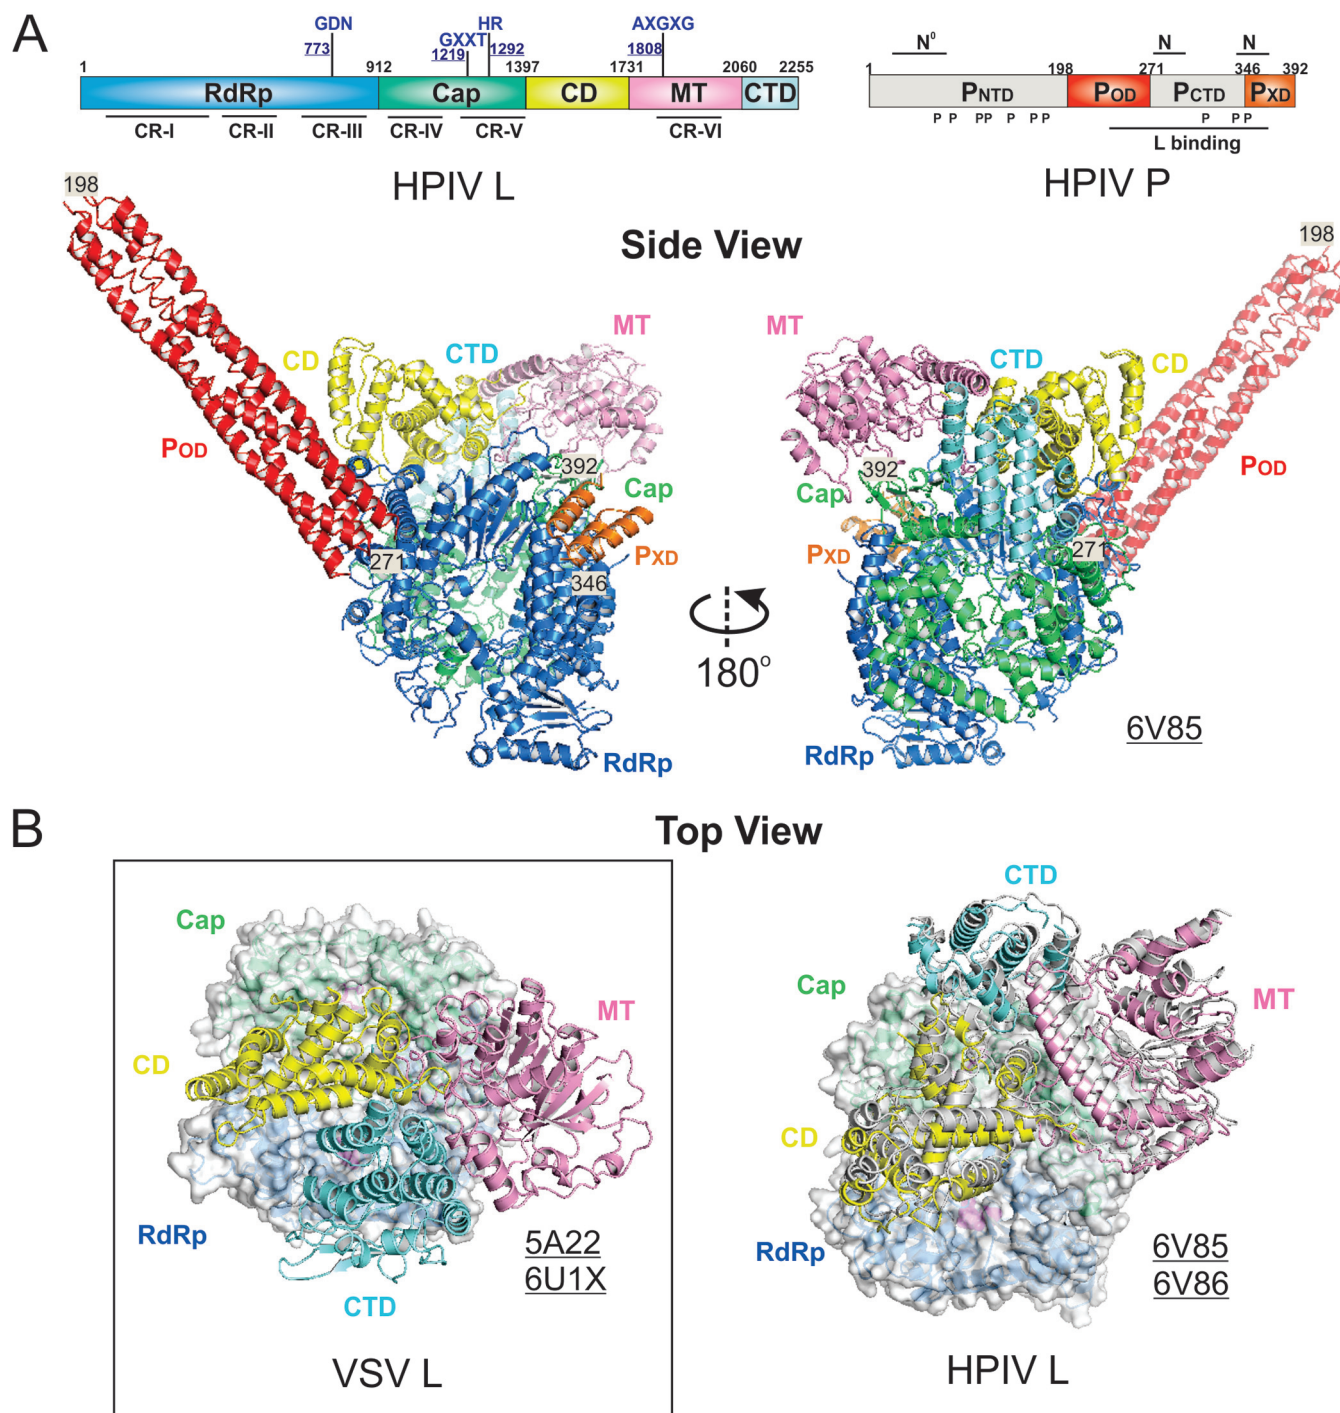 A
GDN
HR
AXGXG
GXXT
773
1219
1292
1808
1
912
1397
1731
2060
2255
RdRp
Cap
CD
MT
CTD
CR-I
CR-II
CR-III
CR-IV
CR-V
CR-VI
HPIV L
N⁰
N
N
1
198
271
346
392
PNTD
POD
PCTD
PXD
P P PP P P P P P P
L binding
HPIV P
Side View
198
CD
CTD
MT
POD
392
Cap
271
PXD
346
RdRp
180°
198
MT
CTD
CD
392
Cap
POD
PXD
271
RdRp
6V85
B
Top View
Cap
MT
CD
RdRp
CTD
5A22
6U1X
VSV L
CTD
Cap
MT
CD
RdRp
6V85
6V86
HPIV L